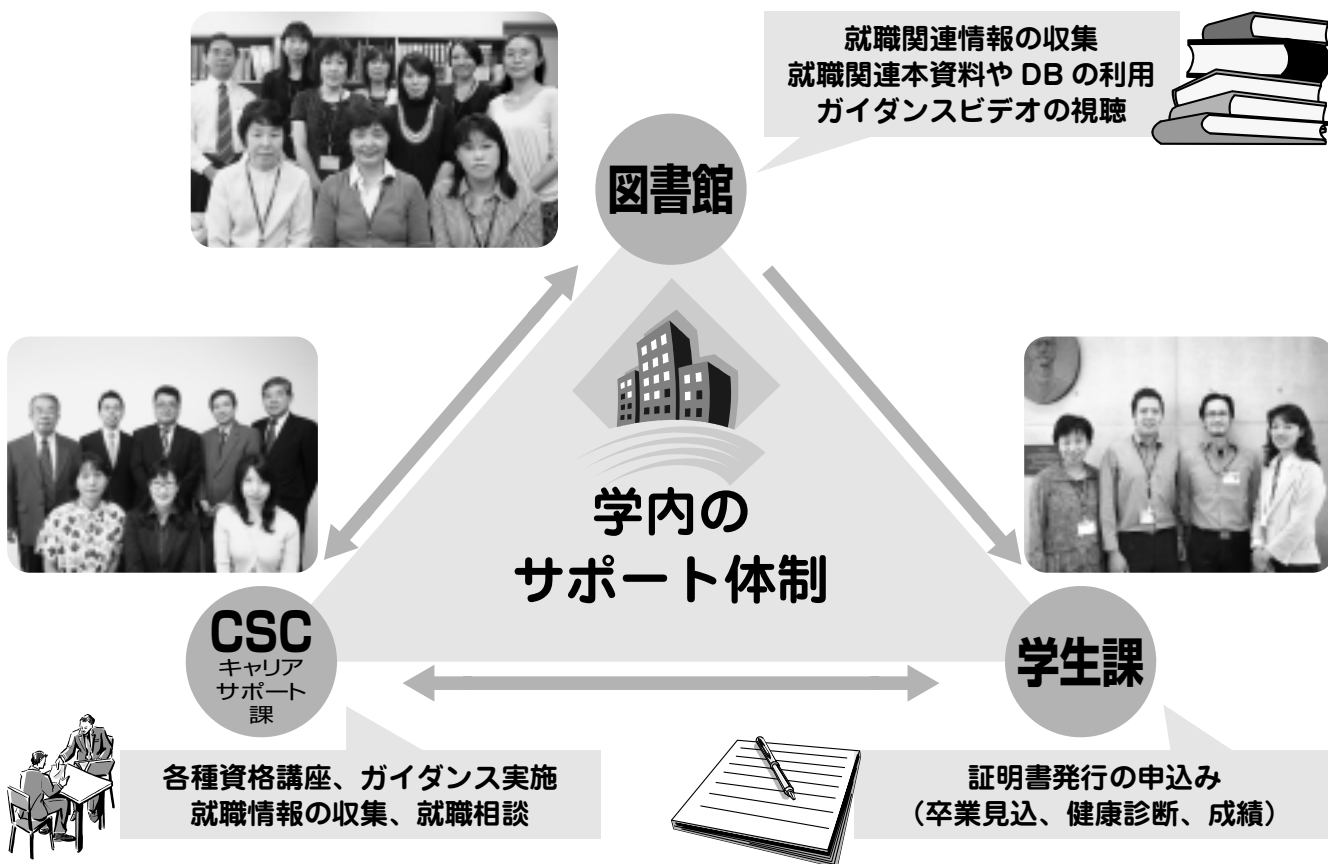 就職関連情報の収集
就職関連本資料や DB の利用
ガイダンスビデオの視聴
図書館
学内の
サポート体制
CSC
キャリア
サポート
課
学生課
各種資格講座、ガイダンス実施
就職情報の収集、就職相談
証明書発行の申込み
（卒業見込、健康診断、成績）